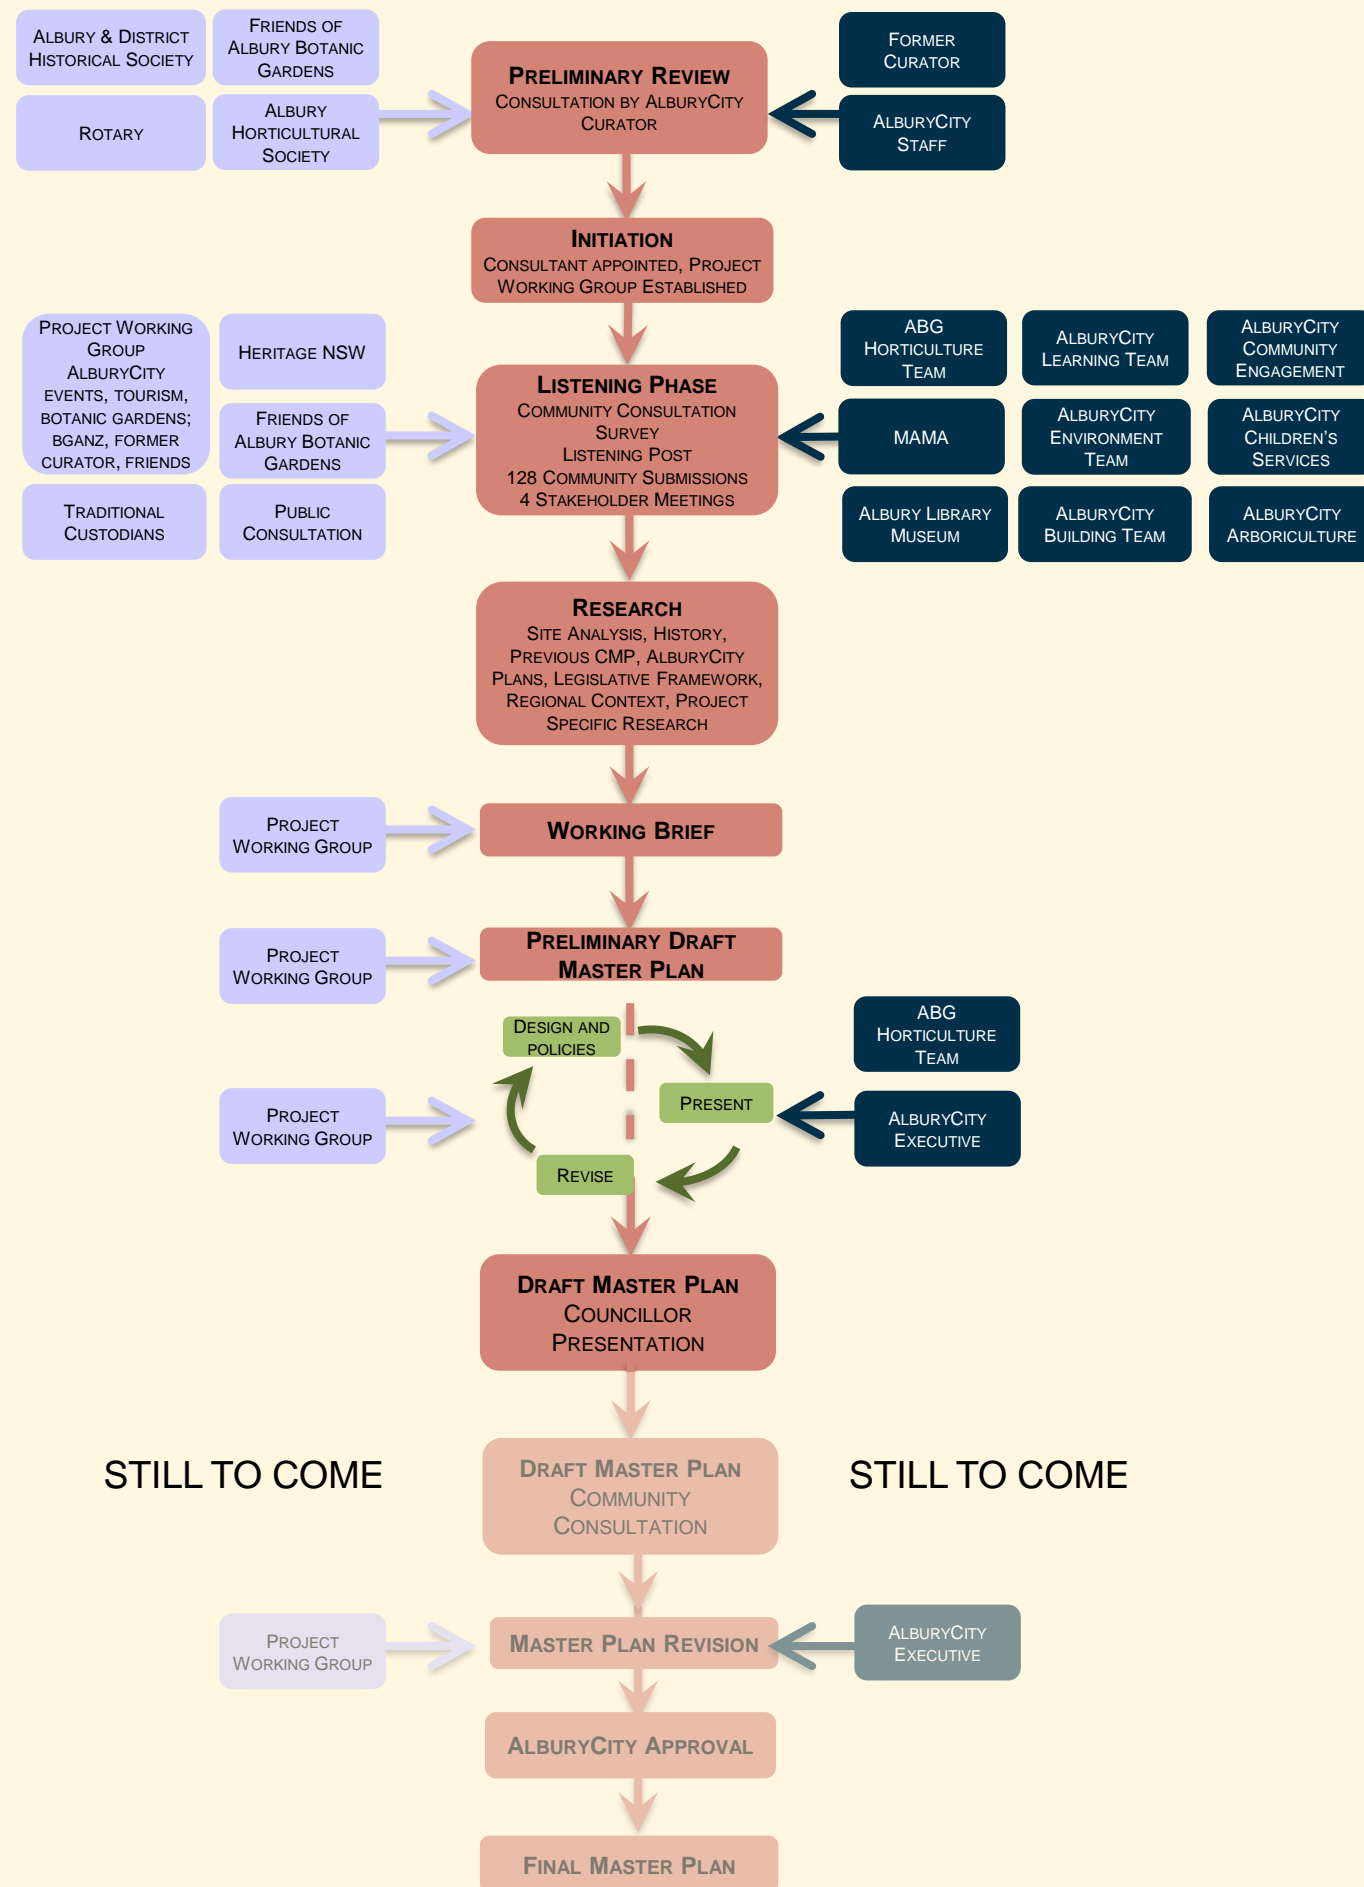 Albury & District
Historical Society
Friends of
Albury Botanic
Gardens
Rotary
Albury
Horticultural
Society
Preliminary Review
Consultation by AlburyCity
Curator
Former
Curator
AlburyCity
Staff
Initiation
Consultant appointed, Project
Working Group Established
Project Working
Group
AlburyCity
events, tourism,
botanic gardens;
bganz, former
curator, friends
Heritage NSW
Friends of
Albury Botanic
Gardens
Traditional
Custodians
Public
Consultation
Listening Phase
Community Consultation
Survey
Listening Post
128 Community Submissions
4 Stakeholder Meetings
ABG
Horticulture
Team
AlburyCity
Learning Team
AlburyCity
Community
Engagement
MAMA
AlburyCity
Environment
Team
AlburyCity
Children's
Services
Albury Library
Museum
AlburyCity
Building Team
AlburyCity
Arboriculture
Research
Site Analysis, History,
Previous CMP, AlburyCity
Plans, Legislative Framework,
Regional Context, Project
Specific Research
Project
Working Group
Working Brief
Project
Working Group
Preliminary Draft
Master Plan
Design and
policies
Present
Revise
Project
Working Group
ABG
Horticulture
Team
AlburyCity
Executive
Draft Master Plan
Councillor
Presentation
STILL TO COME
Draft Master Plan
Community
Consultation
STILL TO COME
Project
Working Group
Master Plan Revision
AlburyCity
Executive
AlburyCity Approval
Final Master Plan